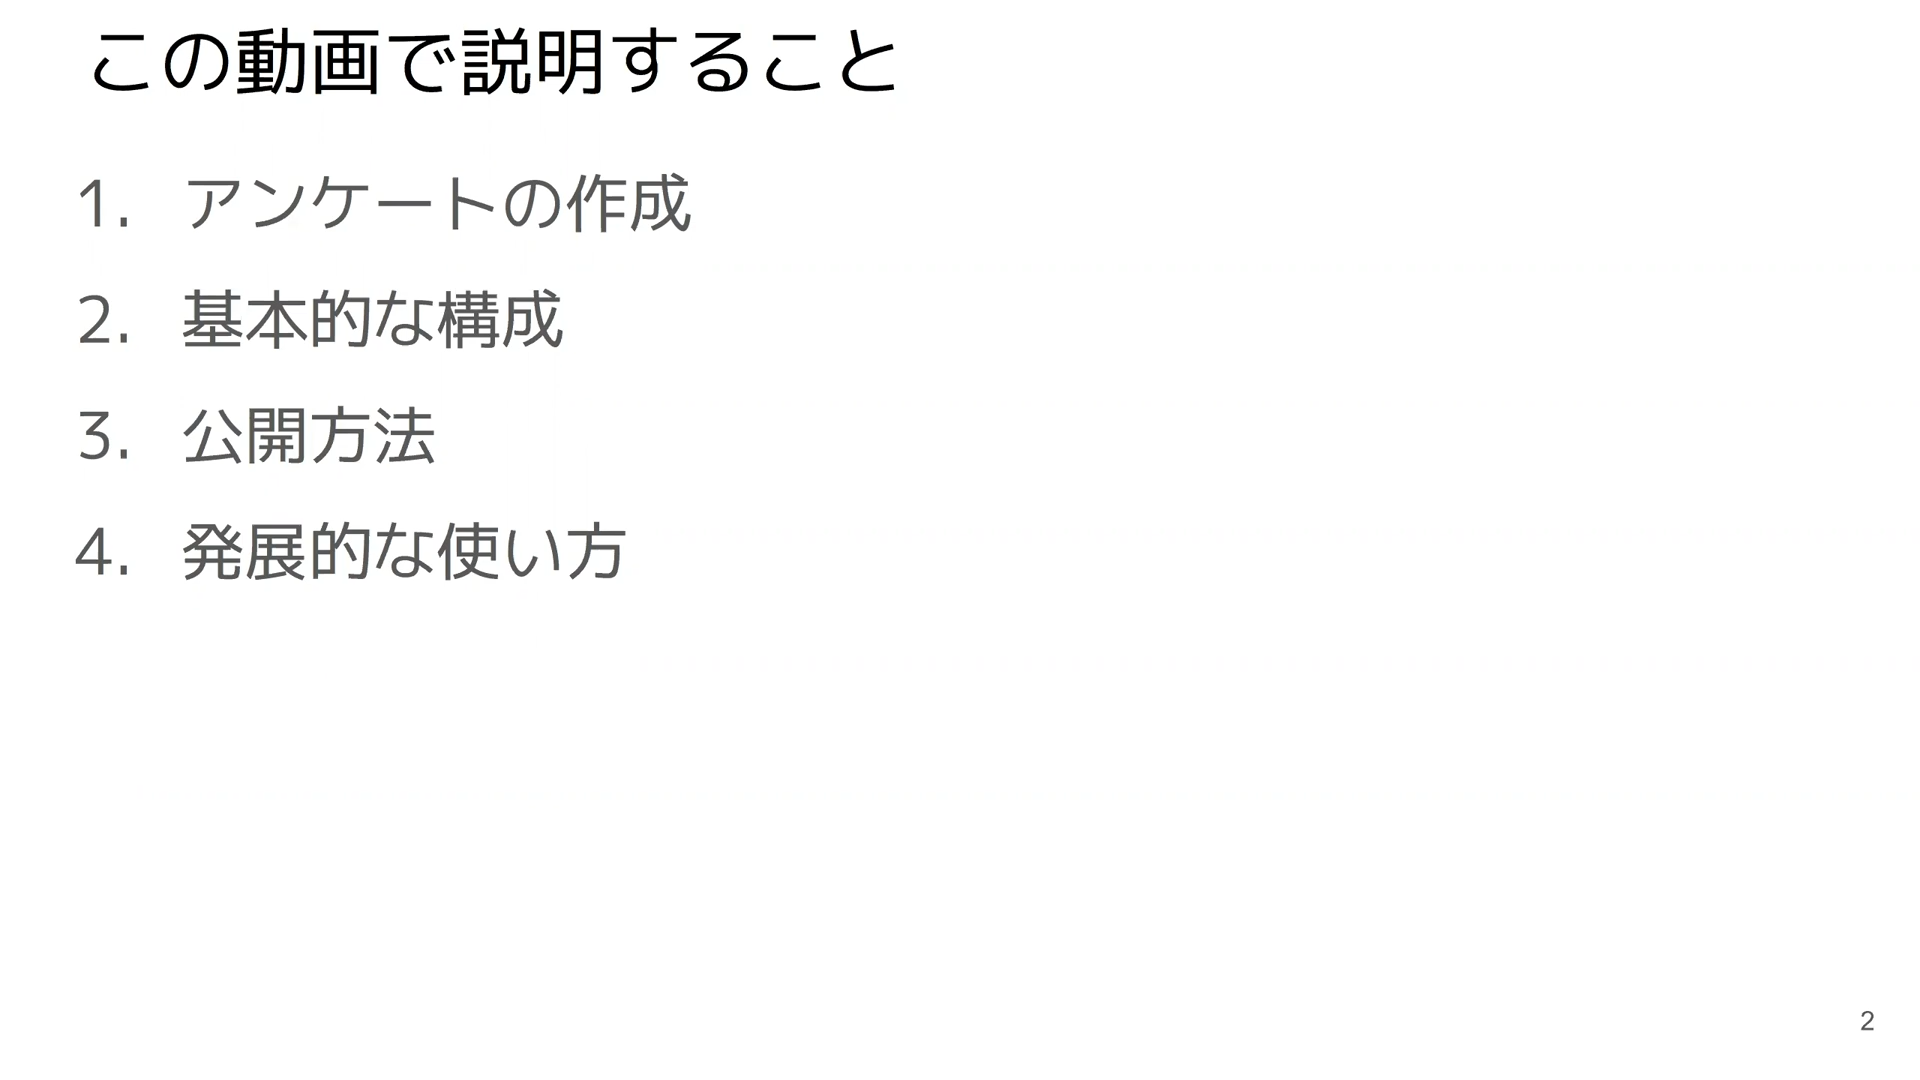 この動画で説明すること
1. アンケートの作成
2. 基本的な構成
3. 公開方法
4. 発展的な使い方
2